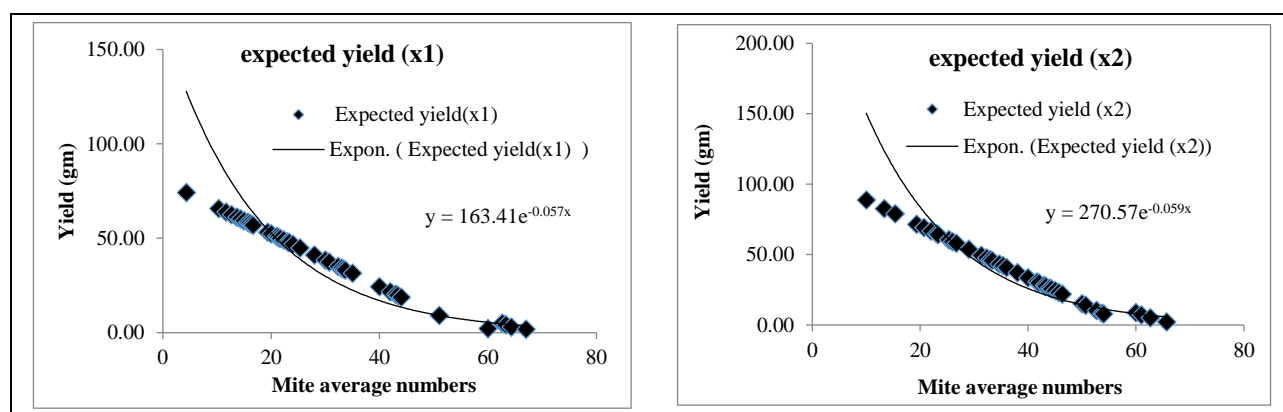 expected yield (x1)
Expected yield(x1)
Expon. ( Expected yield(x1) )
y = 163.41e^-0.057x
150.00
100.00
50.00
0.00
Yield (gm)
0 20 40 60 80
Mite average numbers
expected yield (x2)
Expected yield (x2)
Expon. (Expected yield (x2))
y = 270.57e^-0.059x
200.00
150.00
100.00
50.00
0.00
Yield (gm)
0 20 40 60 80
Mite average numbers